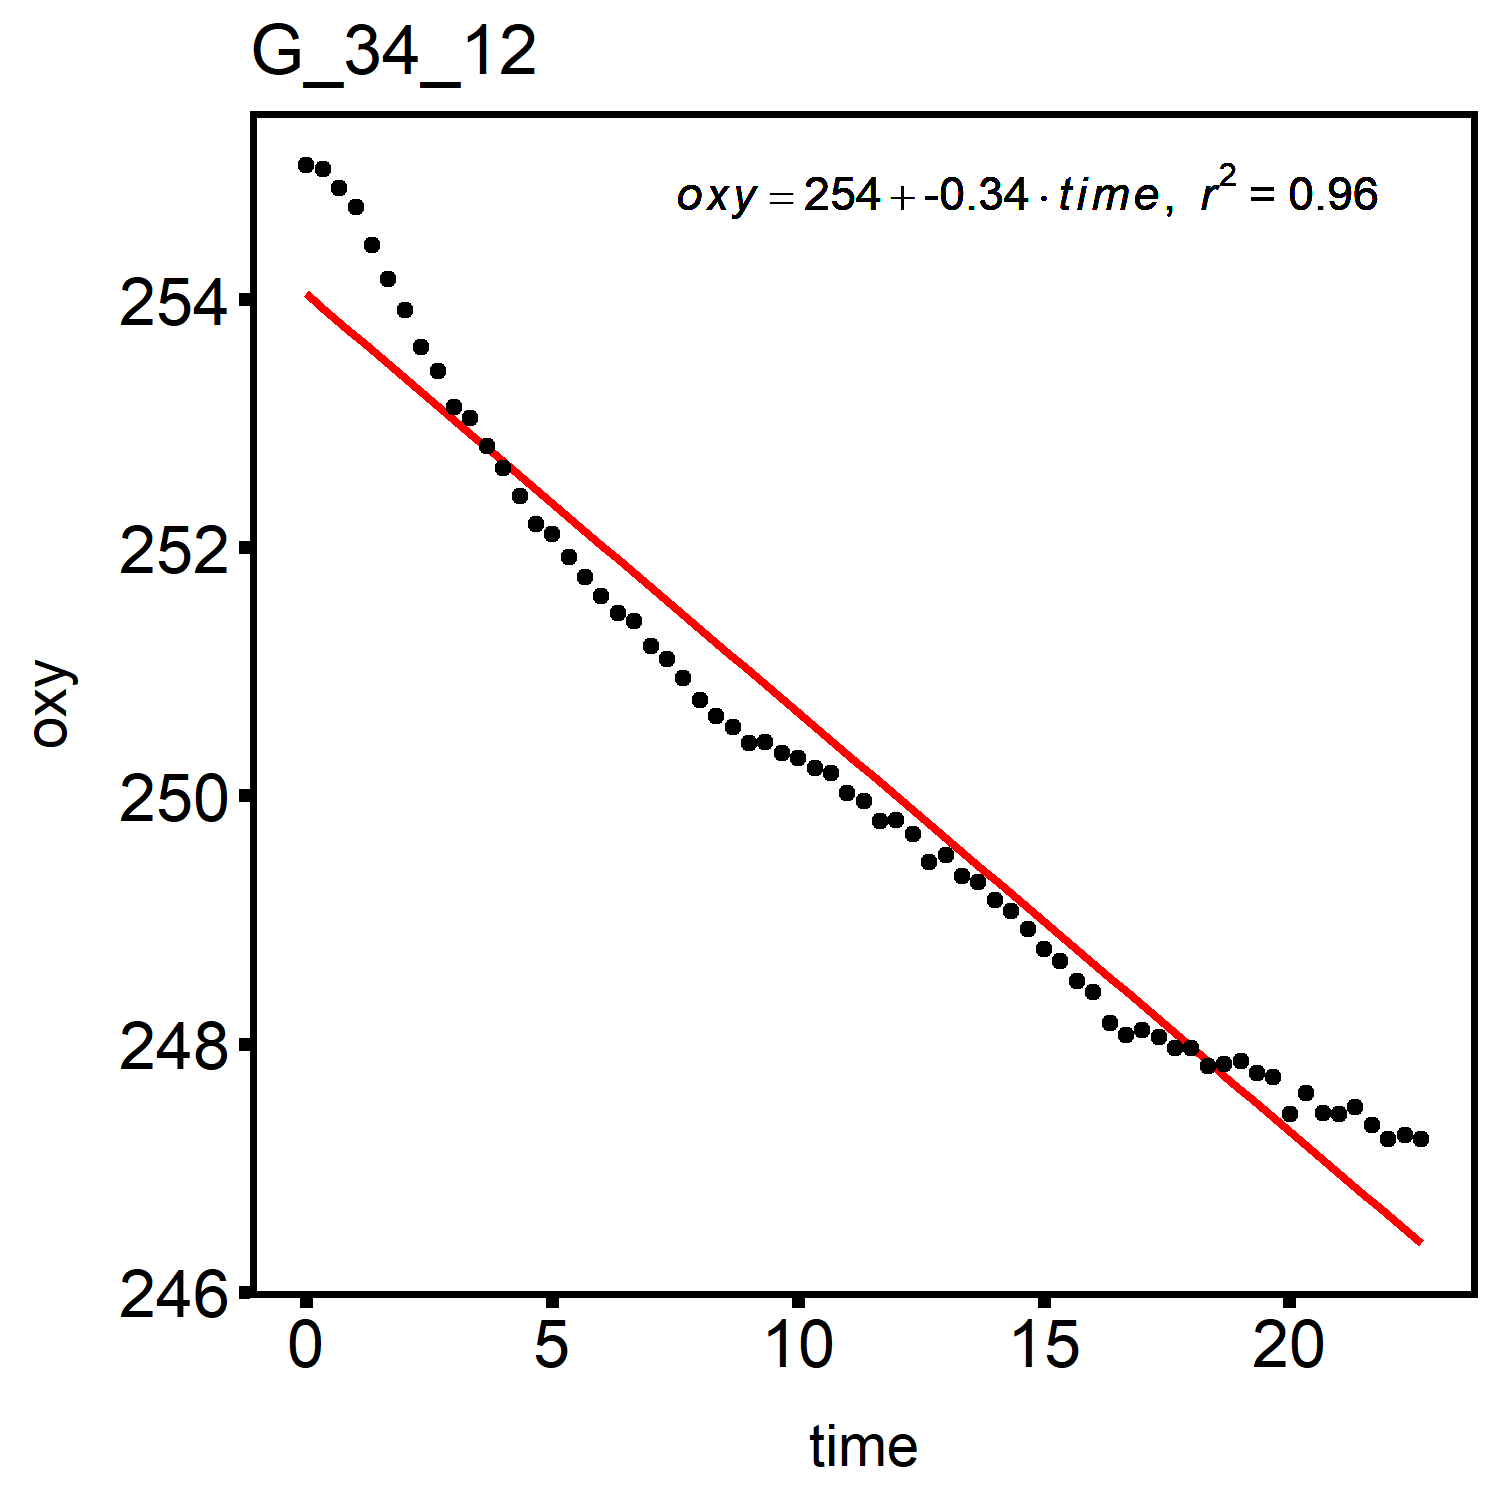 G_34_12
oxy = 254 + -0.34 · time, r² = 0.96
254
252
250
248
246
oxy
0 5 10 15 20
time